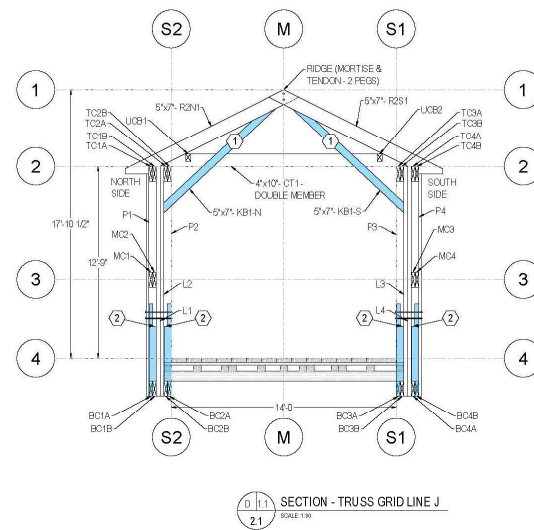 S2
M
S1
1
1
RIDGE (MORTISE &
TENDON - 2 PEGS)
5"x7"- R2N1
5"x7"- R2S1
UCB1
UCB2
TC2B
TC2A
TC1B
TC1A
TC3A
TC3B
TC4A
TC4B
1
1
2
2
NORTH
SIDE
SOUTH
SIDE
4"x10"- CT1 -
DOUBLE MEMBER
5"x7"- KB1-N
5"x7"- KB1-S
P1
P2
P3
P4
17'-10 1/2"
12'-9"
MC2
MC1
MC3
MC4
3
3
L2
L3
L1
L4
2
2
2
2
4
4
BC1A
BC1B
BC2A
BC2B
14'-0
BC3A
BC3B
BC4B
BC4A
S2
M
S1
D 1.1
2.1
SECTION - TRUSS GRID LINE J
SCALE: 1:30